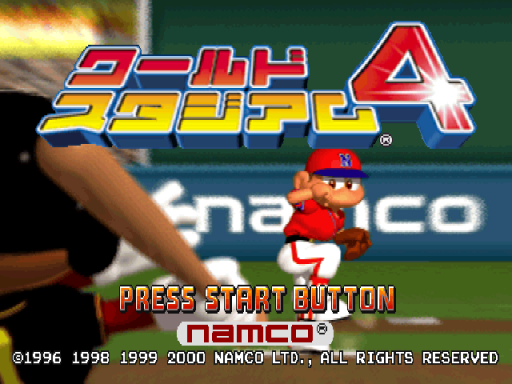 ワールド
スタジアム4®
N
namco
PRESS START BUTTON
namco®
©1996 1998 1999 2000 NAMCO LTD., ALL RIGHTS RESERVED